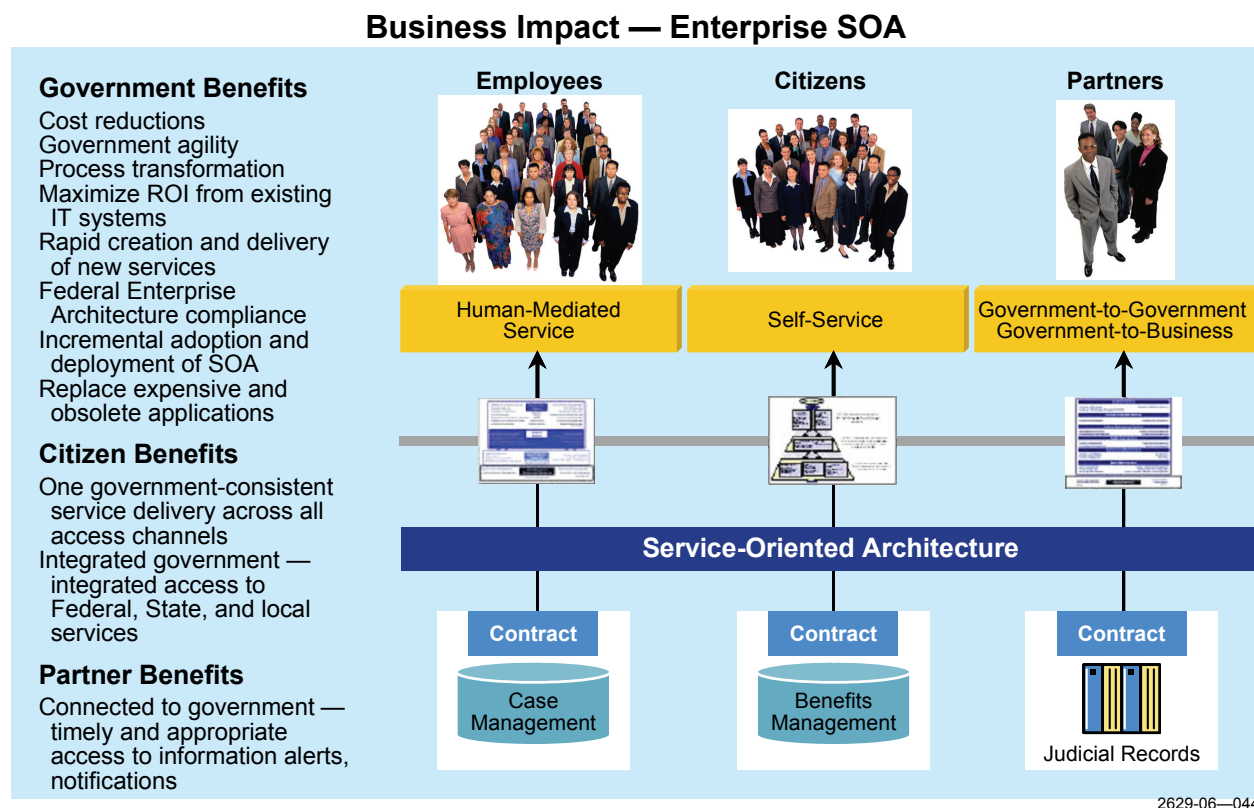 Business Impact — Enterprise SOA
Government Benefits
Cost reductions
Government agility
Process transformation
Maximize ROI from existing
IT systems
Rapid creation and delivery
of new services
Federal Enterprise
Architecture compliance
Incremental adoption and
deployment of SOA
Replace expensive and
obsolete applications
Citizen Benefits
One government-consistent
service delivery across all
access channels
Integrated government —
integrated access to
Federal, State, and local
services
Partner Benefits
Connected to government —
timely and appropriate
access to information alerts,
notifications
Employees
Citizens
Partners
Human-Mediated
Service
Self-Service
Government-to-Government
Government-to-Business
Service-Oriented Architecture
Contract
Contract
Contract
Case
Management
Benefits
Management
Judicial Records
2629-06—044